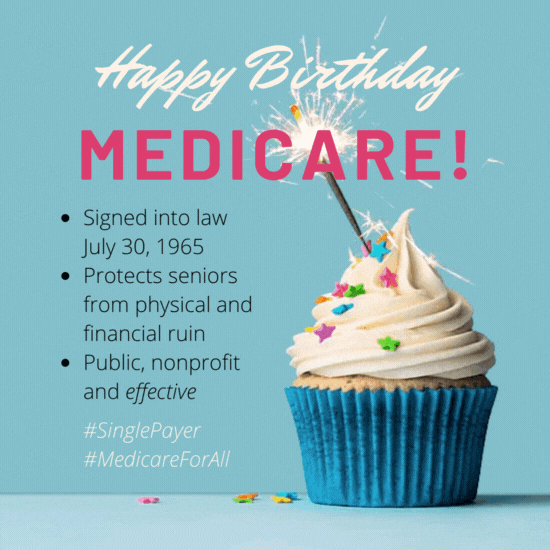 Happy Birthday
MEDICARE!
• Signed into law
July 30, 1965
• Protects seniors
from physical and
financial ruin
• Public, nonprofit
and effective
#SinglePayer
#MedicareForAll